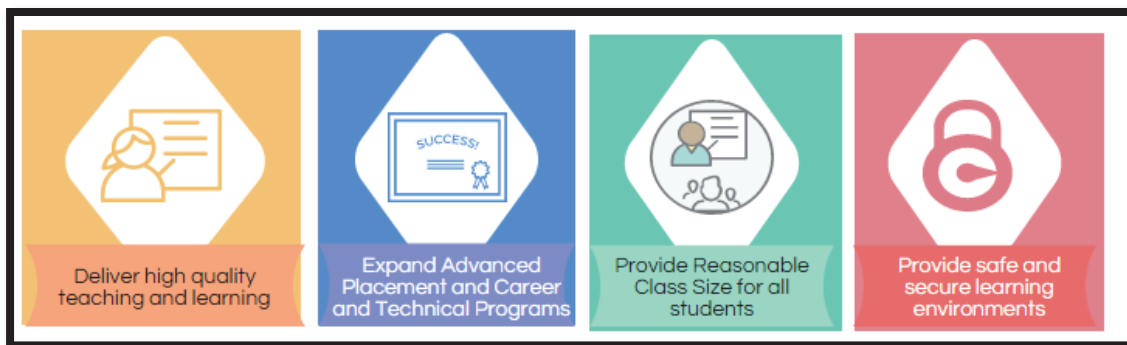 SUCCESS!
Deliver high quality
teaching and learning
Expand Advanced
Placement and Career
and Technical Programs
Provide Reasonable
Class Size for all
students
Provide safe and
secure learning
environments